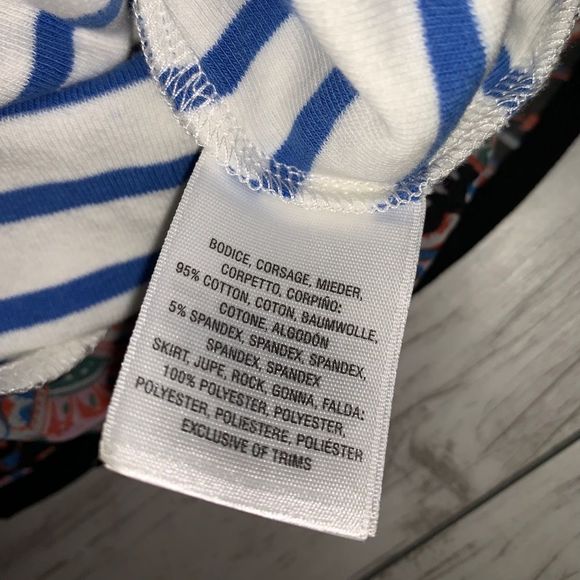 BODICE, CORSAGE, MIEDER,
CORPETTO, CORPIÑO:
95% COTTON, COTON, BAUMWOLLE,
COTONE, ALGODÓN
5% SPANDEX, SPANDEX, SPANDEX,
SPANDEX, SPANDEX
SKIRT, JUPE, ROCK, GONNA, FALDA:
100% POLYESTER, POLYESTER,
POLYESTER, POLIESTERE, POLIÉSTER
EXCLUSIVE OF TRIMS